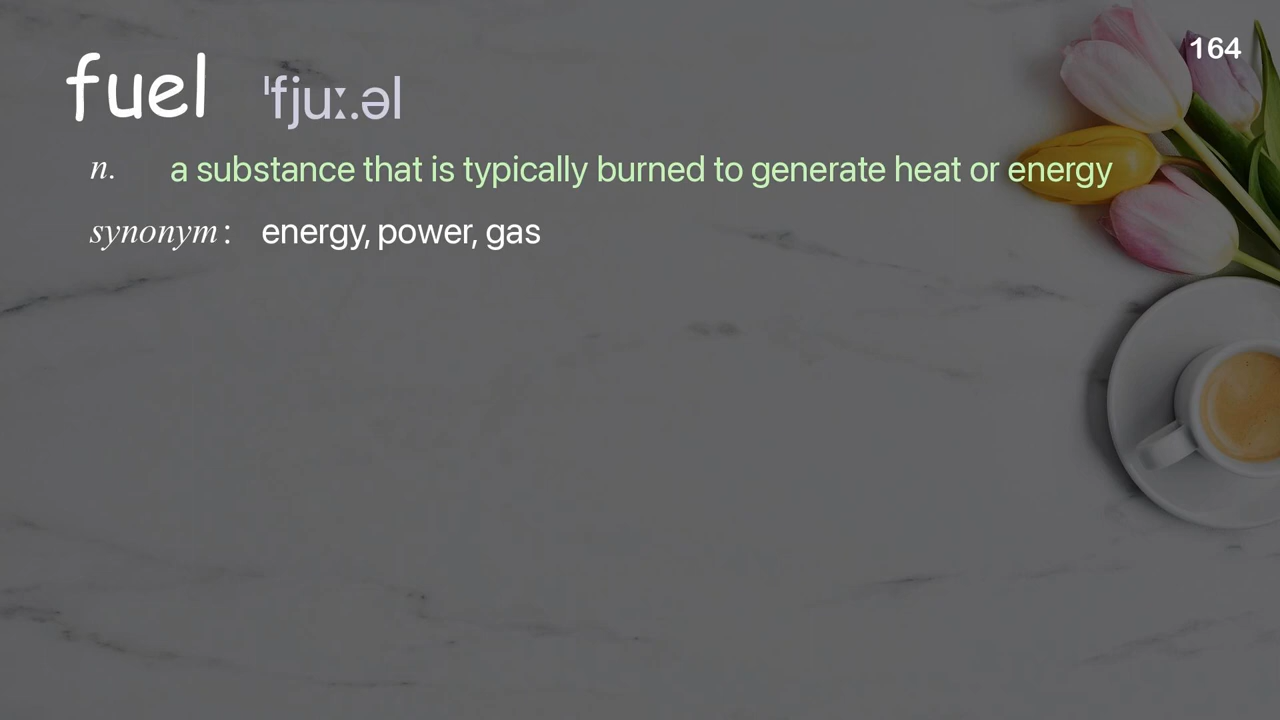 164
fuel ˈfjuː.əl
n. a substance that is typically burned to generate heat or energy
synonym: energy, power, gas